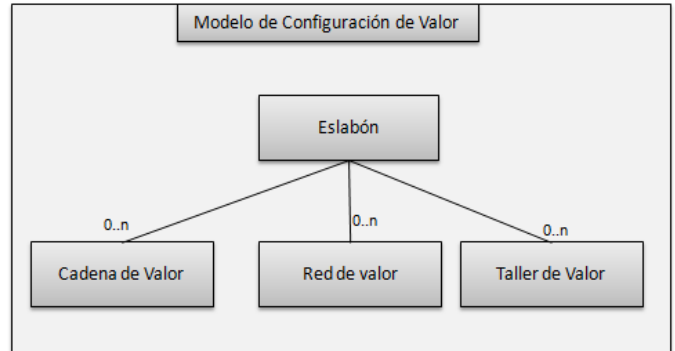 Modelo de Configuración de Valor
Eslabón
0..n
0..n
0..n
Cadena de Valor
Red de valor
Taller de Valor